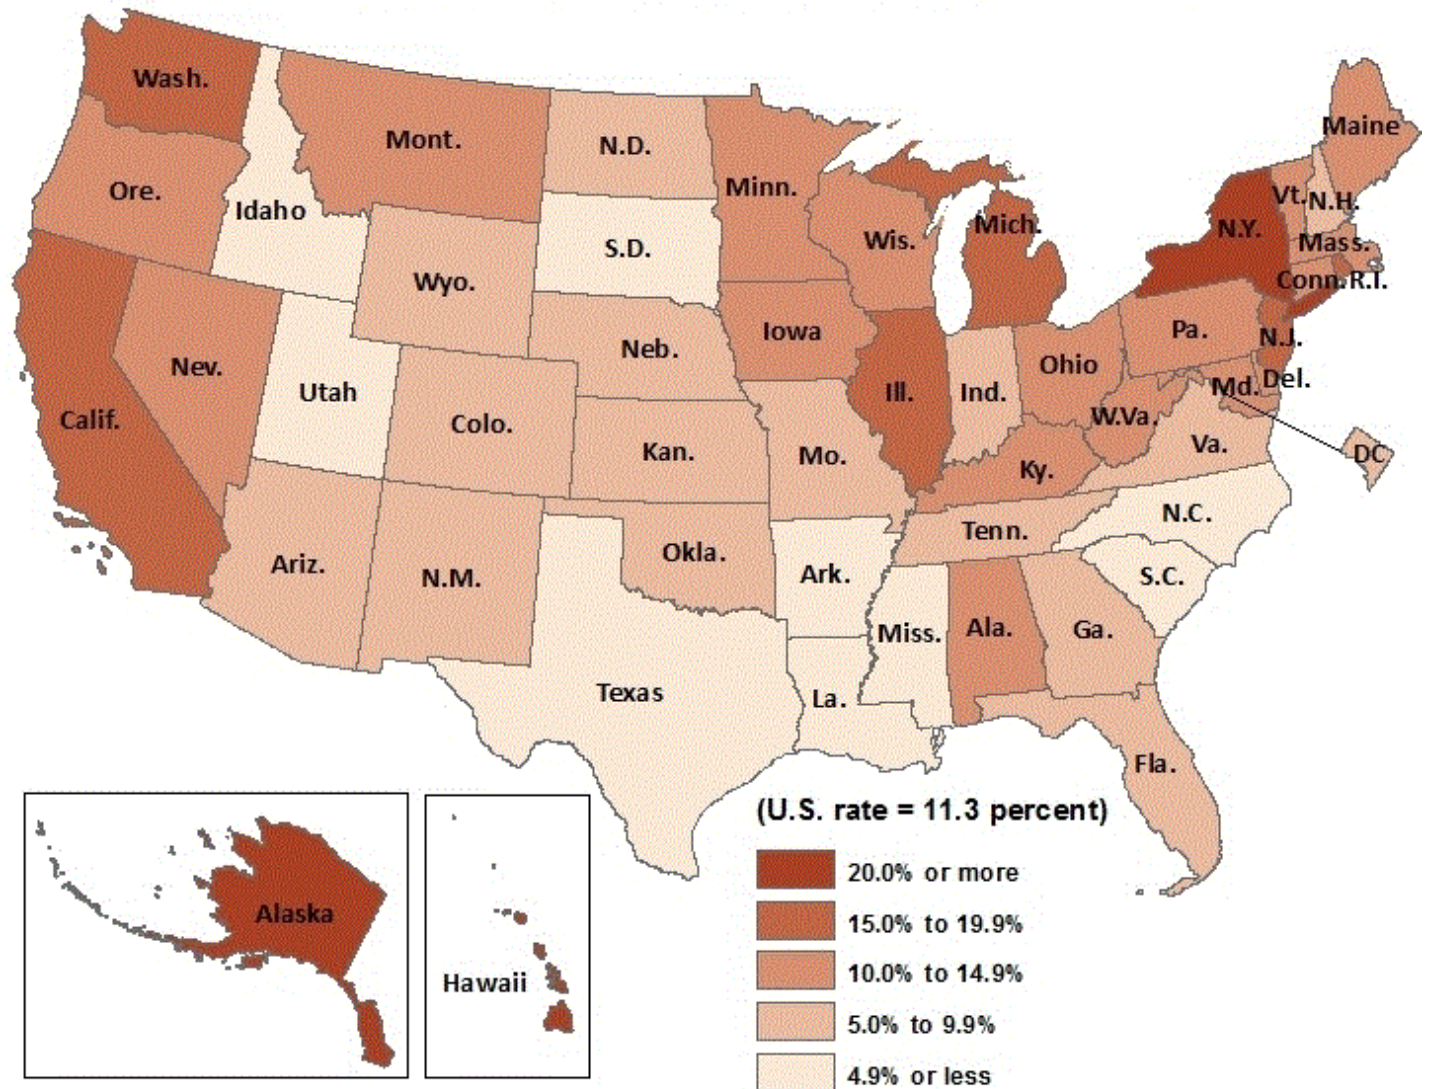 Wash.
Mont.
N.D.
Minn.
Maine
Ore.
Idaho
Vt.
N.H.
S.D.
Wis.
Mich.
N.Y.
Mass.
Wyo.
Conn.
R.I.
Iowa
Pa.
N.J.
Neb.
Nev.
Utah
Ill.
Ind.
Ohio
Md.
Del.
Calif.
Colo.
W.Va.
Kan.
Mo.
Ky.
Va.
DC
Ariz.
N.M.
Okla.
Ark.
Tenn.
N.C.
S.C.
Miss.
Ala.
Ga.
Texas
La.
Fla.
Alaska
Hawaii
(U.S. rate = 11.3 percent)
20.0% or more
15.0% to 19.9%
10.0% to 14.9%
5.0% to 9.9%
4.9% or less